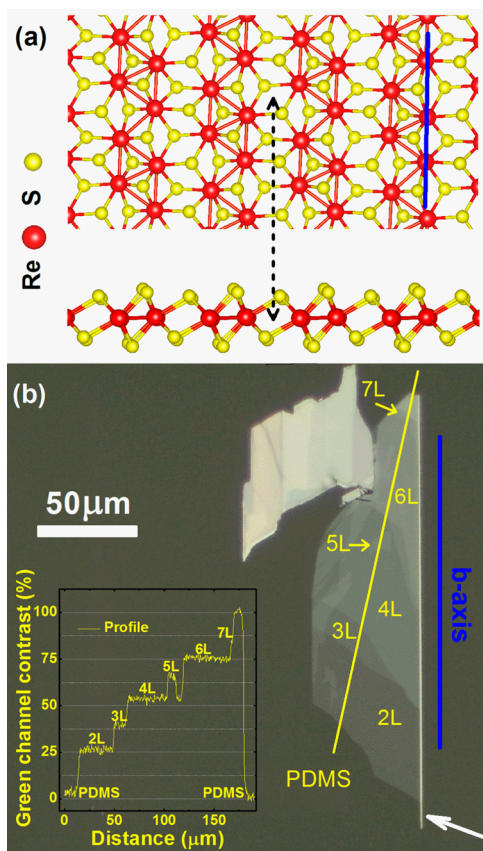 (a)
S
Re
(b)
7L
50μm
6L
5L
b-axis
4L
3L
2L
PDMS
Green channel contrast (%)
100
75
50
25
0
Profile
7L
6L
5L
4L
3L
2L
PDMS
PDMS
0
50
100
150
Distance (μm)